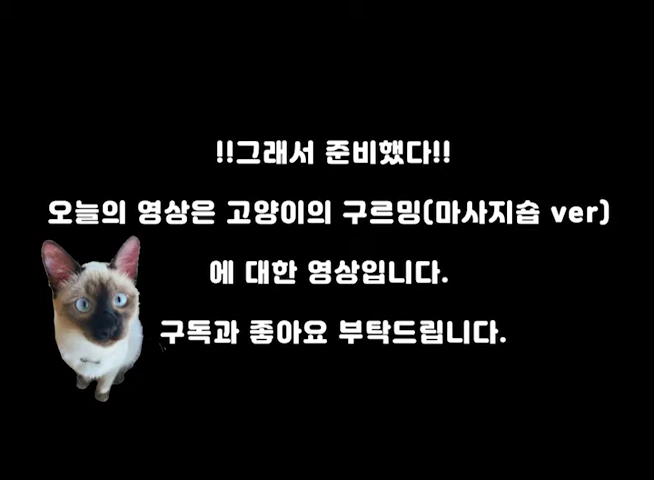 !!그래서 준비했다!!
오늘의 영상은 고양이의 구르밍(마사지숍 ver)
에 대한 영상입니다.
구독과 좋아요 부탁드립니다.